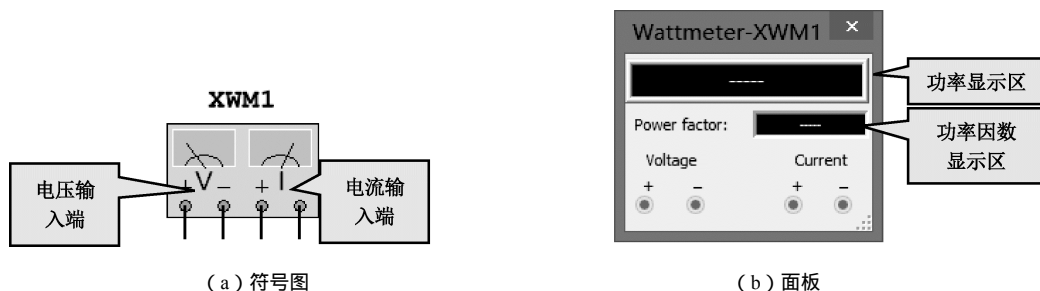 XWM1
V
I
+ − + −
电压输
入端
电流输
入端
(a)符号图
Wattmeter-XWM1 ×
-----
功率显示区
Power factor: ----
功率因数
显示区
Voltage Current
+ − + −
(b)面板